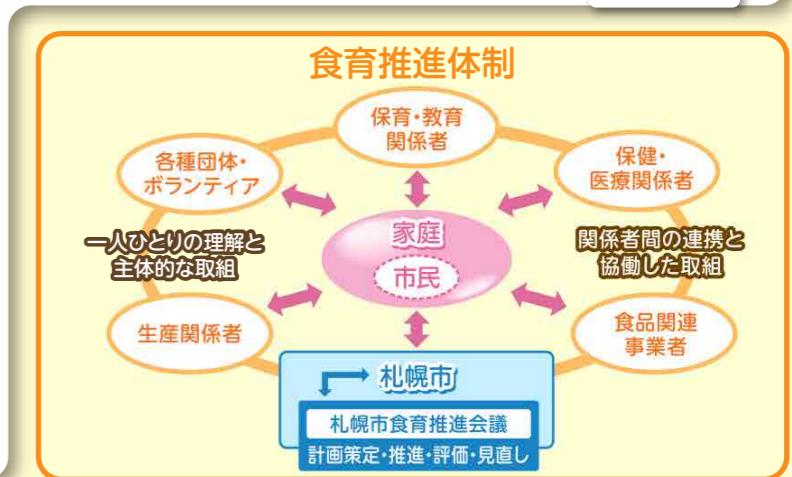 食育推進体制
保育・教育
関係者
各種団体・
ボランティア
保健・
医療関係者
家庭
市民
一人ひとりの理解と
主体的な取組
関係者間の連携と
協働した取組
生産関係者
食品関連
事業者
札幌市
札幌市食育推進会議
計画策定・推進・評価・見直し